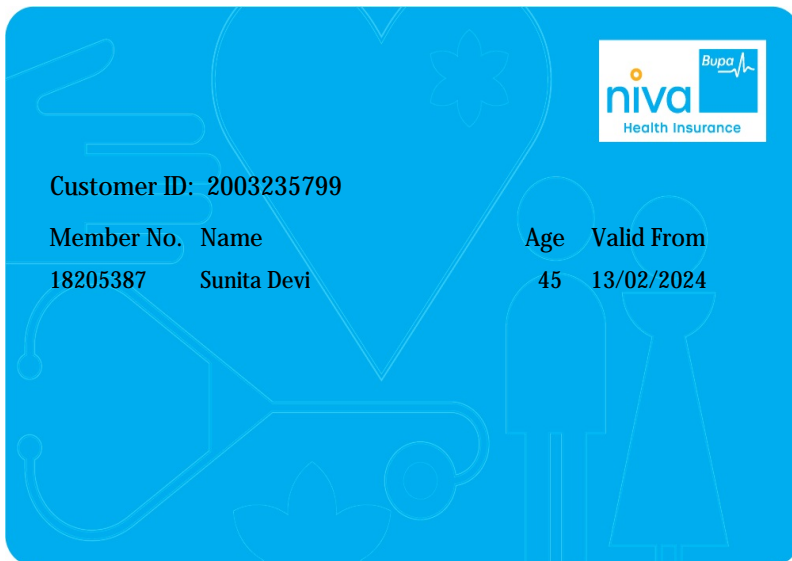 Bupa
niva
Health Insurance
Customer ID: 2003235799
Member No. Name Age Valid From
18205387 Sunita Devi 45 13/02/2024